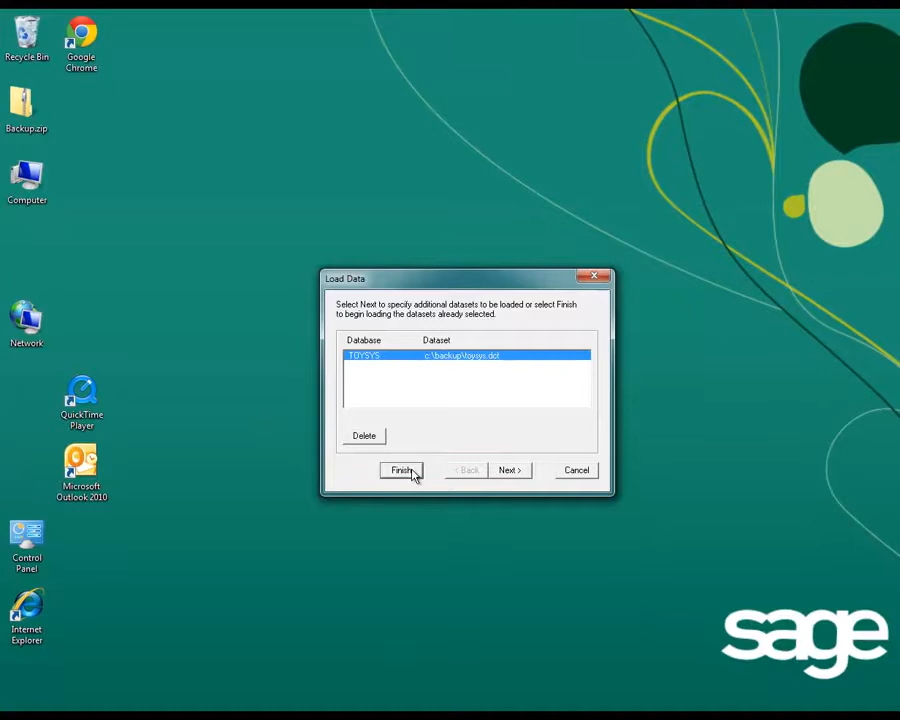 Recycle Bin
Google
Chrome
Backup.zip
Computer
Network
QuickTime
Player
Microsoft
Outlook 2010
Control
Panel
Internet
Explorer
Load Data
Select Next to specify additional datasets to be loaded or select Finish
to begin loading the datasets already selected.
Database Dataset
TOYSYS c:\backup\toysys.dct
Delete
Finish < Back Next > Cancel
sage